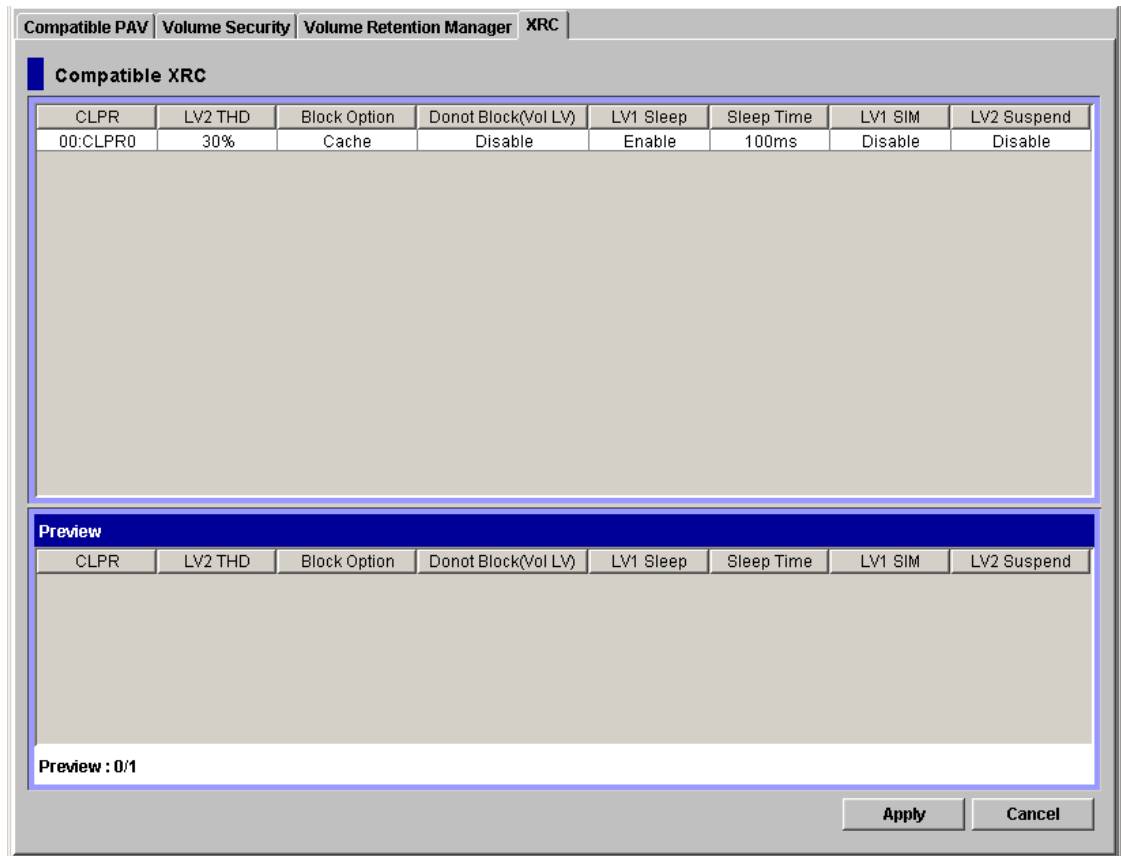 Compatible PAV Volume Security Volume Retention Manager XRC
Compatible XRC
CLPR LV2 THD Block Option Donot Block(Vol LV) LV1 Sleep Sleep Time LV1 SIM LV2 Suspend
00:CLPR0 30% Cache Disable Enable 100ms Disable Disable
Preview
CLPR LV2 THD Block Option Donot Block(Vol LV) LV1 Sleep Sleep Time LV1 SIM LV2 Suspend
Preview : 0/1
Apply Cancel